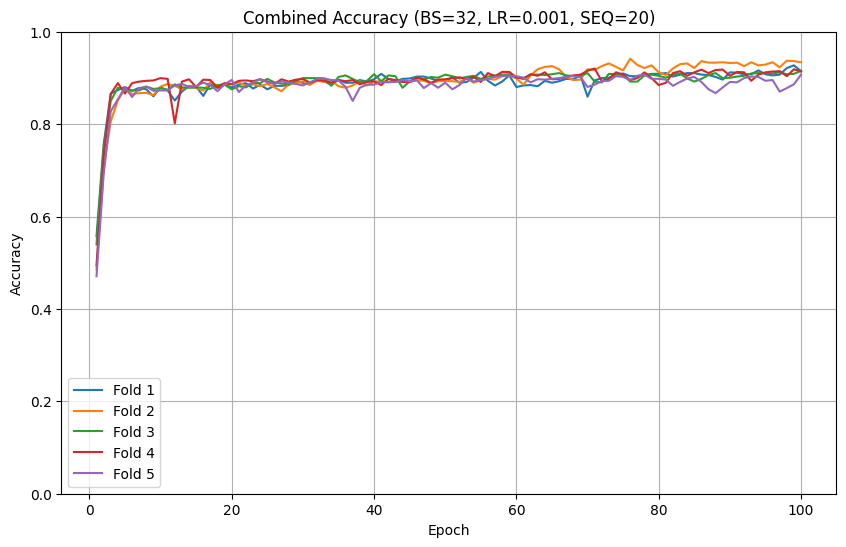 Combined Accuracy (BS=32, LR=0.001, SEQ=20)
1.0
0.8
0.6
0.4
0.2
0.0
Accuracy
Fold 1
Fold 2
Fold 3
Fold 4
Fold 5
0 20 40 60 80 100
Epoch